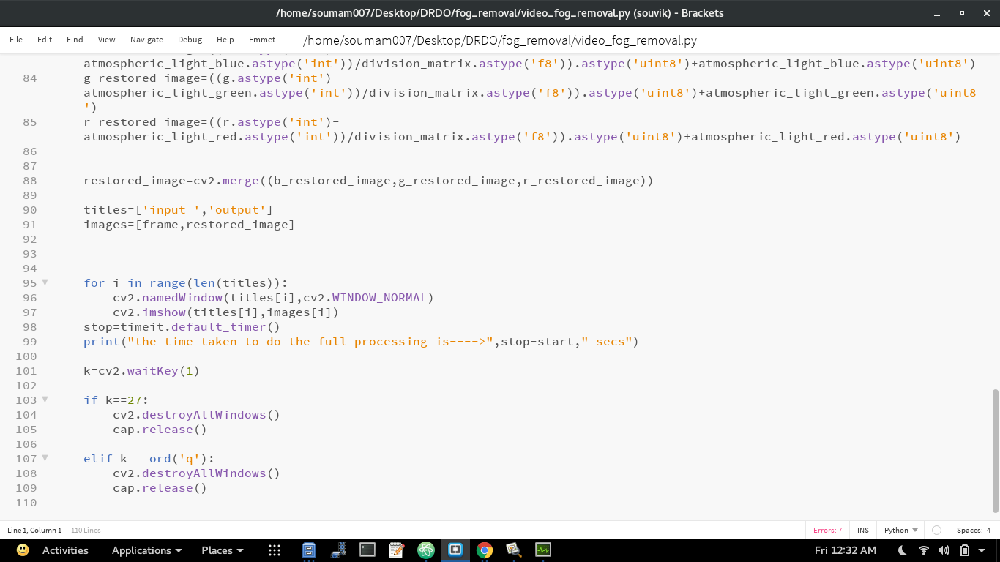 /home/soumam007/Desktop/DRDO/fog_removal/video_fog_removal.py (souvik) - Brackets
File Edit Find View Navigate Debug Help Emmet /home/soumam007/Desktop/DRDO/fog_removal/video_fog_removal.py
atmospheric_light_blue.astype('int'))/division_matrix.astype('f8')).astype('uint8')+atmospheric_light_blue.astype('uint8')
84 g_restored_image=((g.astype('int')-
atmospheric_light_green.astype('int'))/division_matrix.astype('f8')).astype('uint8')+atmospheric_light_green.astype('uint8
')
85 r_restored_image=((r.astype('int')-
atmospheric_light_red.astype('int'))/division_matrix.astype('f8')).astype('uint8')+atmospheric_light_red.astype('uint8')
86
87
88 restored_image=cv2.merge((b_restored_image,g_restored_image,r_restored_image))
89
90 titles=['input ','output']
91 images=[frame,restored_image]
92
93
94
95 for i in range(len(titles)):
96 cv2.namedWindow(titles[i],cv2.WINDOW_NORMAL)
97 cv2.imshow(titles[i],images[i])
98 stop=timeit.default_timer()
99 print("the time taken to do the full processing is---->",stop-start," secs")
100
101 k=cv2.waitKey(1)
102
103 if k==27:
104 cv2.destroyAllWindows()
105 cap.release()
106
107 elif k== ord('q'):
108 cv2.destroyAllWindows()
109 cap.release()
110
Line 1, Column 1 — 110 Lines Errors: 7 INS Python Spaces: 4
Activities Applications Places Fri 12:32 AM